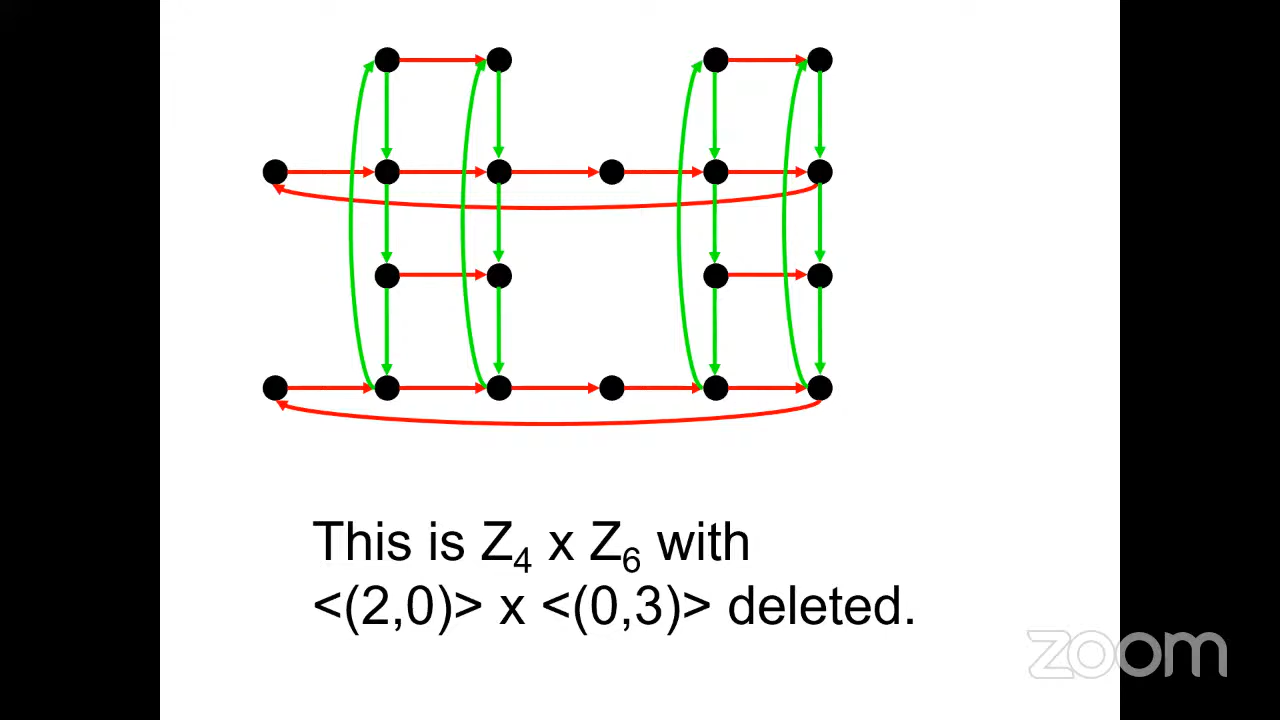 This is Z₄ x Z₆ with
<(2,0)> x <(0,3)> deleted.
zoom